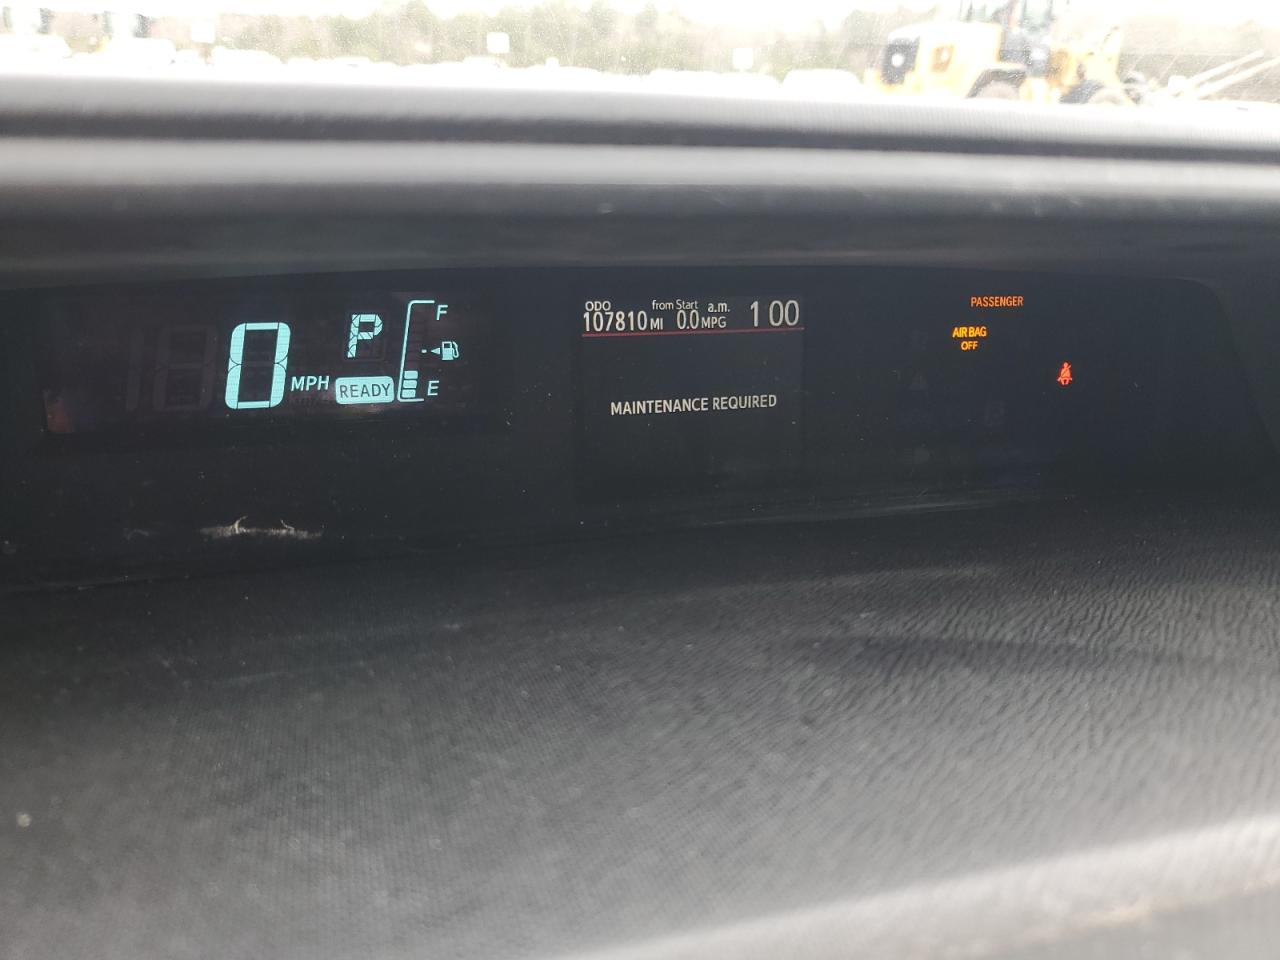 0 MPH
P
READY
F
E
ODO from Start a.m.
107810 MI 0.0 MPG 1 00
MAINTENANCE REQUIRED
PASSENGER
AIR BAG
OFF